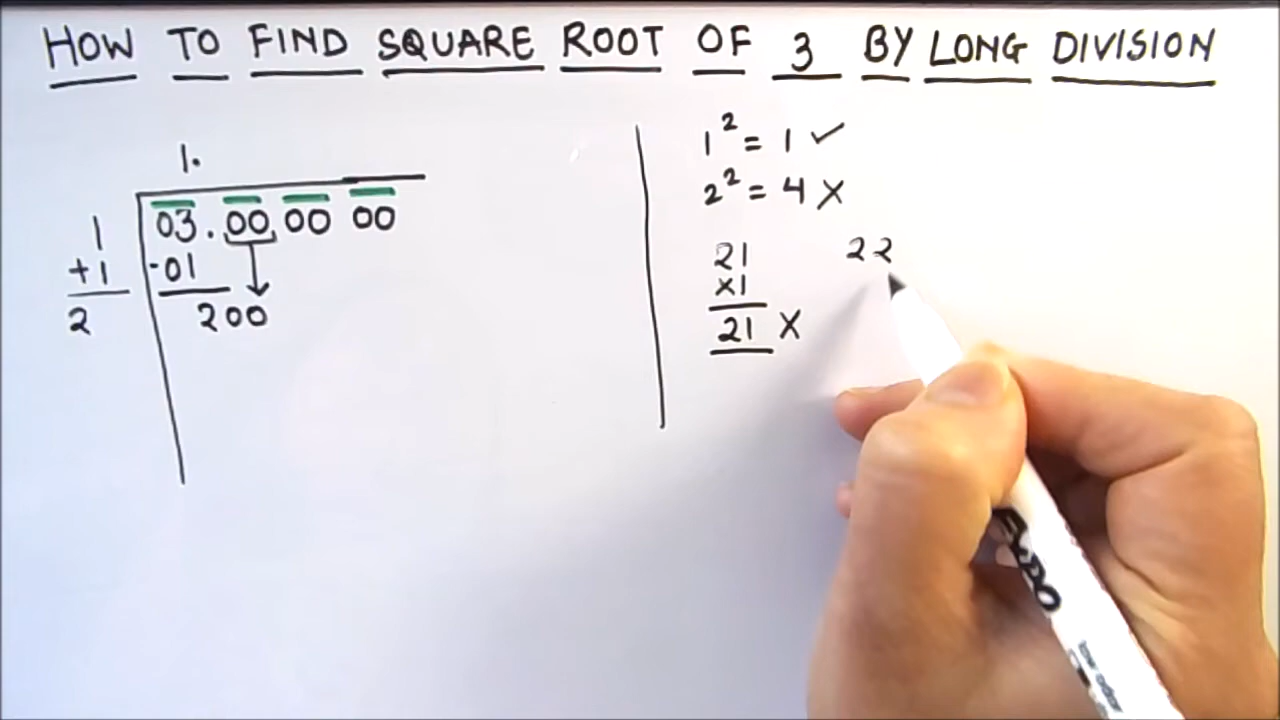 HOW TO FIND SQUARE ROOT OF 3 BY LONG DIVISION
1.
1 03.00 00 00
+1 -01
2 200
1² = 1 ✓
2² = 4 X
21 22
x1
21 X
EXPO